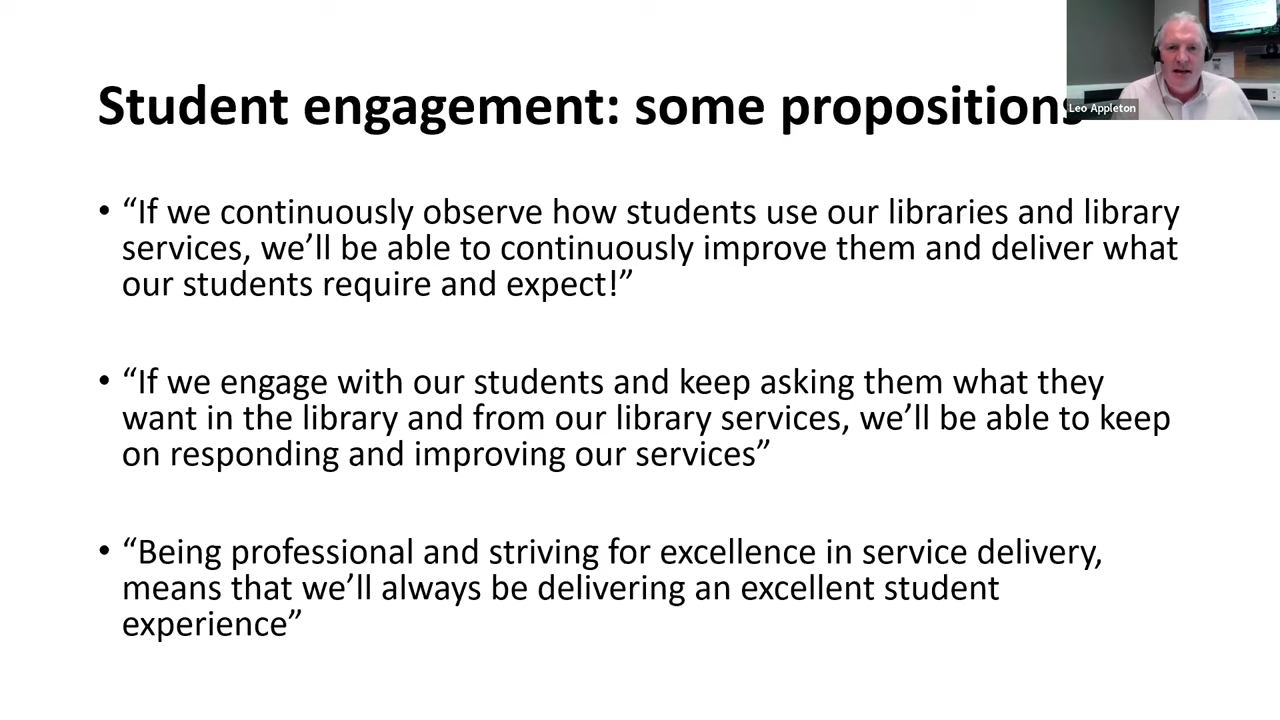 Student engagement: some propositions
Leo Appleton
• “If we continuously observe how students use our libraries and library
services, we’ll be able to continuously improve them and deliver what
our students require and expect!”
• “If we engage with our students and keep asking them what they
want in the library and from our library services, we’ll be able to keep
on responding and improving our services”
• “Being professional and striving for excellence in service delivery,
means that we’ll always be delivering an excellent student
experience”